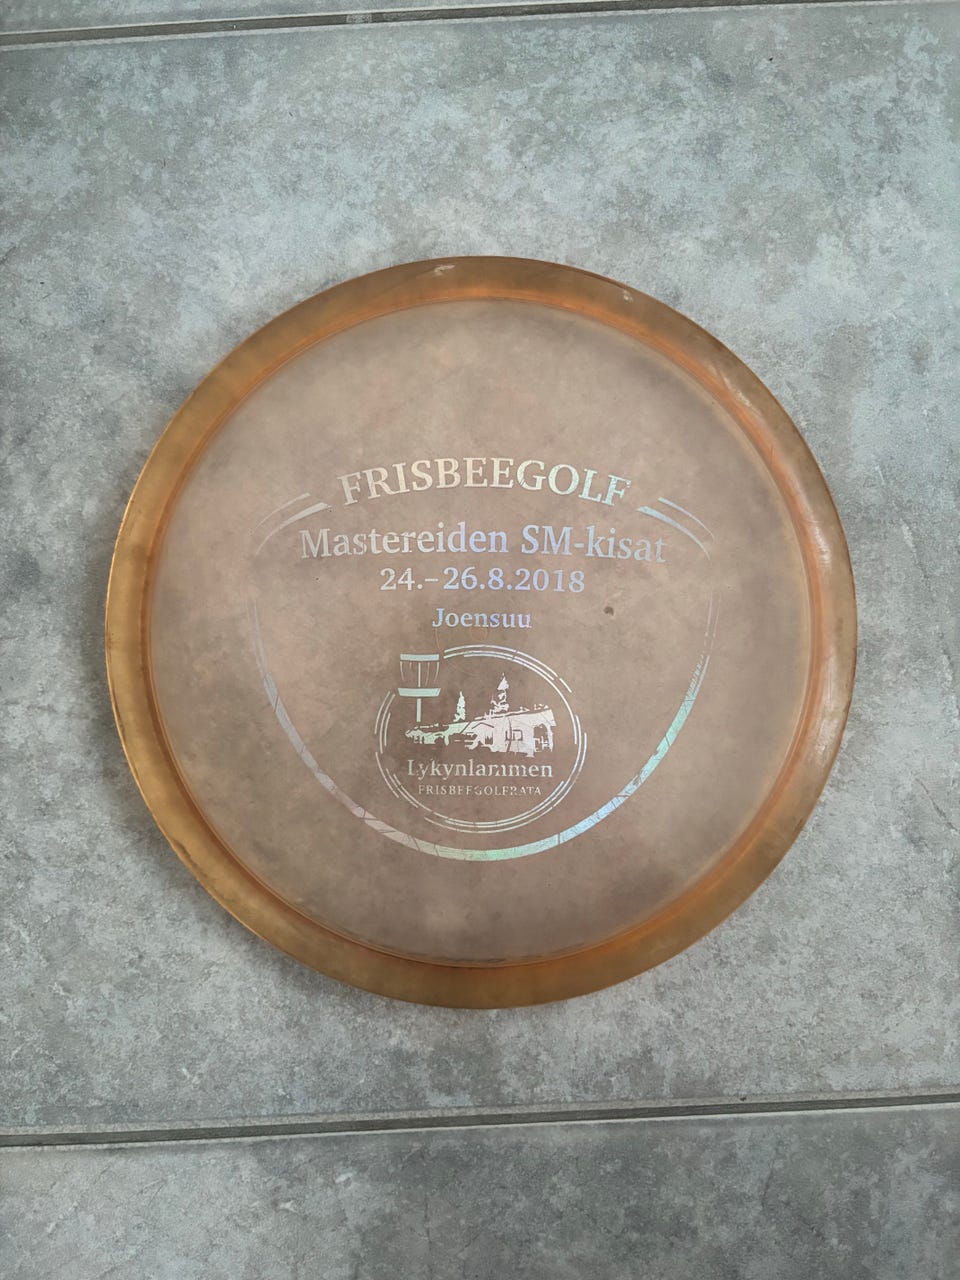 FRISBEEGOLF
Mastereiden SM-kisat
24.-26.8.2018
Joensuu
Lykynlammen
FRISBEEGOLFRATA